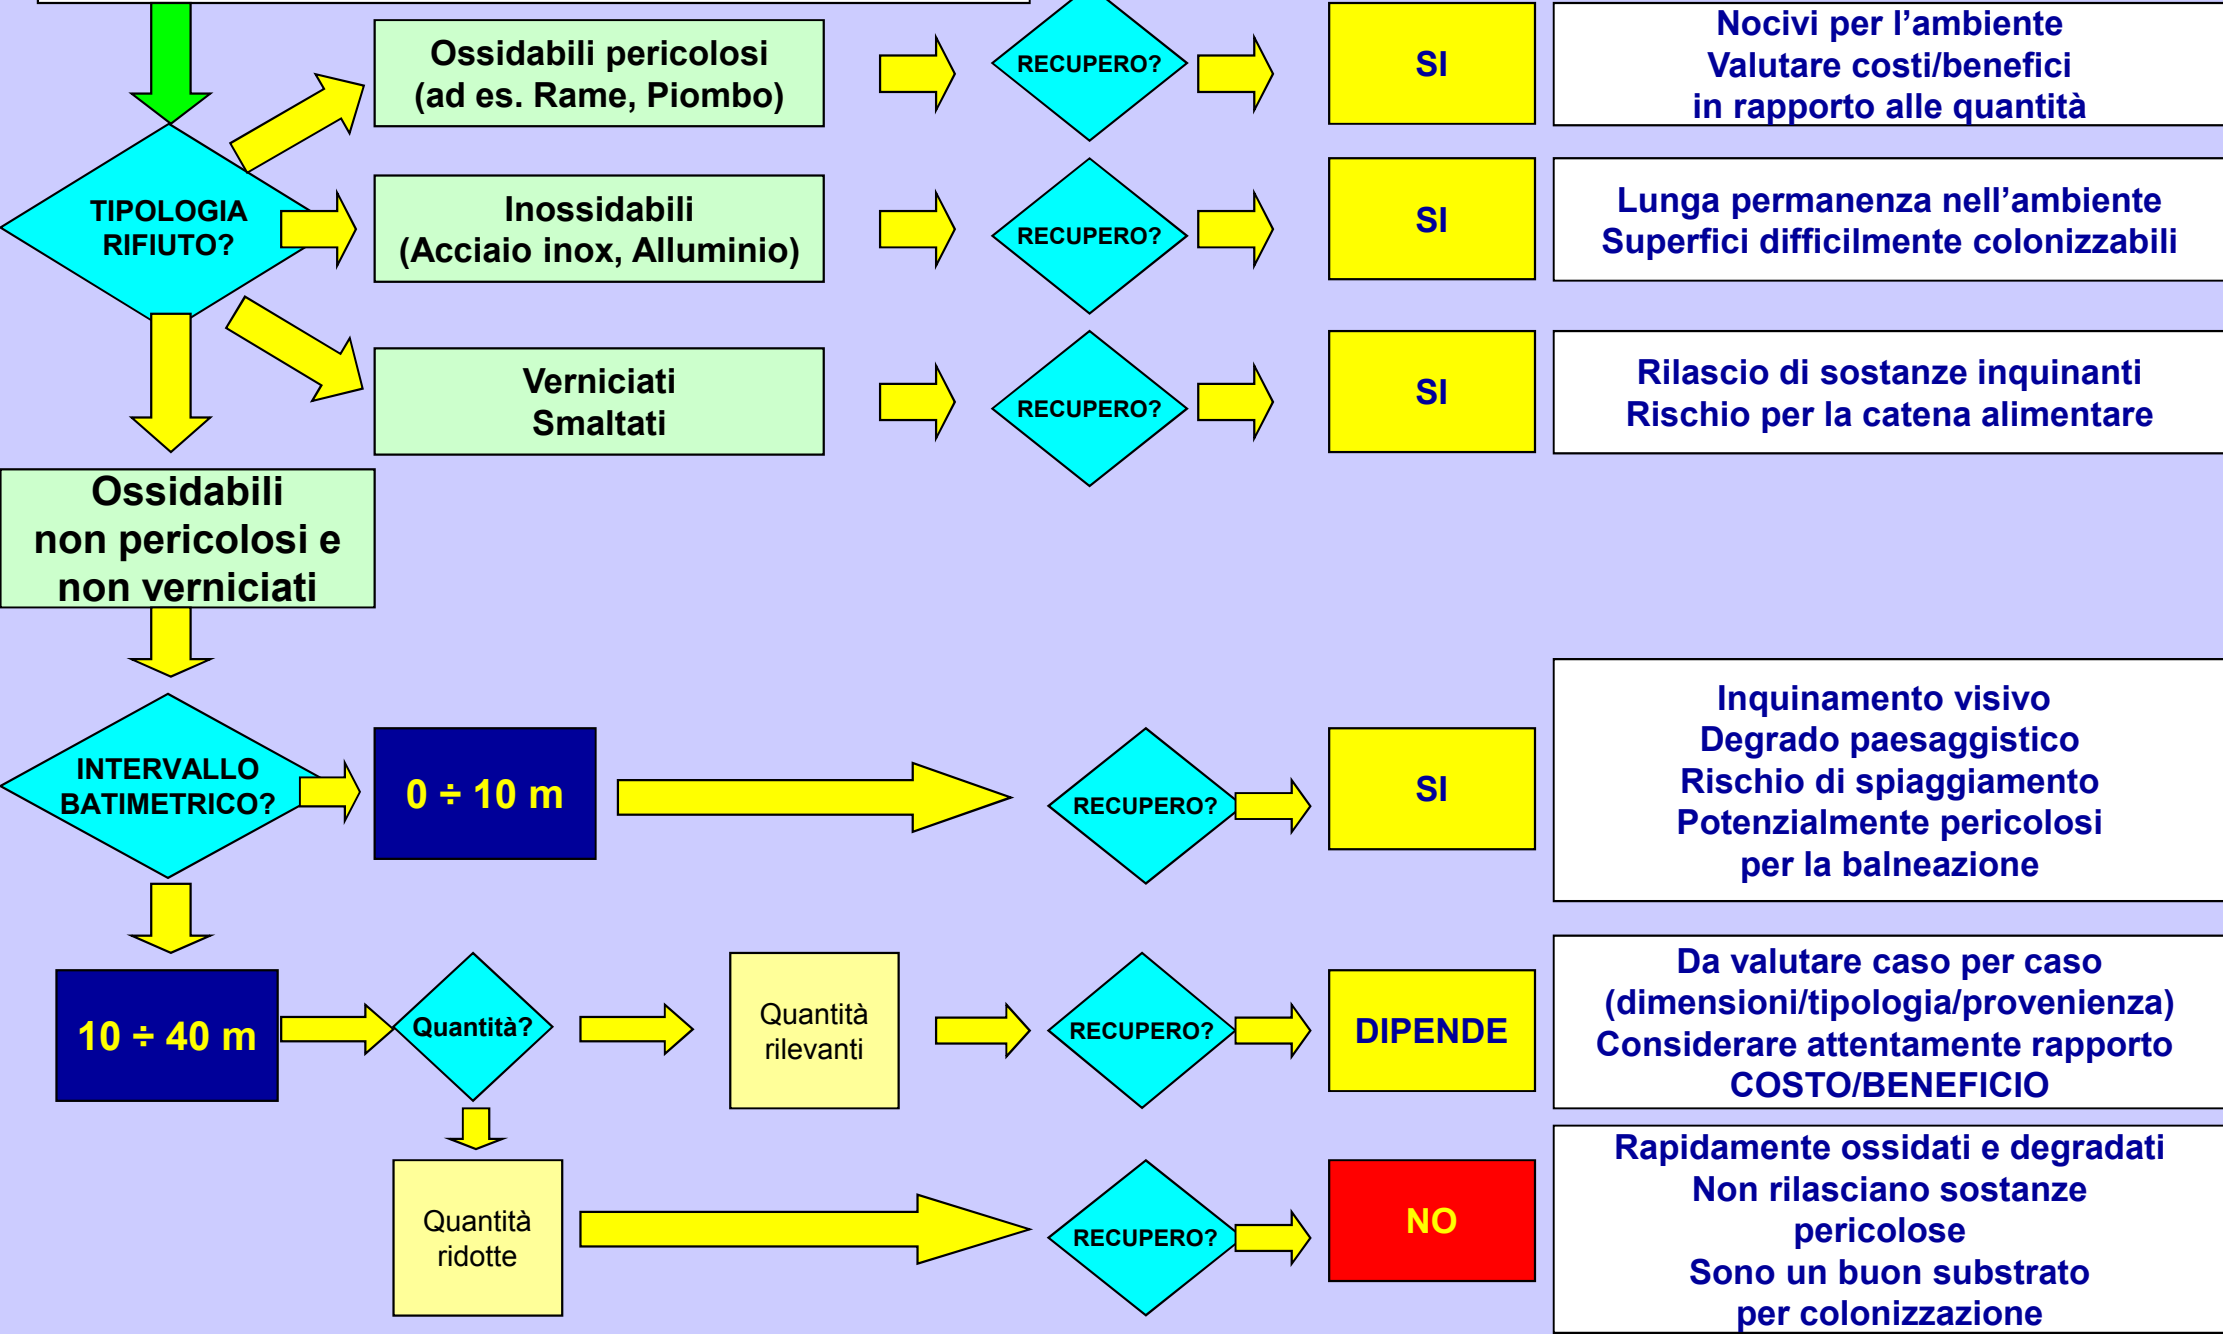 Ossidabili pericolosi
(ad es. Rame, Piombo)
RECUPERO?
SI
Nocivi per l’ambiente
Valutare costi/benefici
in rapporto alle quantità
TIPOLOGIA
RIFIUTO?
Inossidabili
(Acciaio inox, Alluminio)
RECUPERO?
SI
Lunga permanenza nell’ambiente
Superfici difficilmente colonizzabili
Verniciati
Smaltati
RECUPERO?
SI
Rilascio di sostanze inquinanti
Rischio per la catena alimentare
Ossidabili
non pericolosi e
non verniciati
INTERVALLO
BATIMETRICO?
0 ÷ 10 m
RECUPERO?
SI
Inquinamento visivo
Degrado paesaggistico
Rischio di spiaggiamento
Potenzialmente pericolosi
per la balneazione
10 ÷ 40 m
Quantità?
Quantità
rilevanti
RECUPERO?
DIPENDE
Da valutare caso per caso
(dimensioni/tipologia/provenienza)
Considerare attentamente rapporto
COSTO/BENEFICIO
Quantità
ridotte
RECUPERO?
NO
Rapidamente ossidati e degradati
Non rilasciano sostanze
pericolose
Sono un buon substrato
per colonizzazione